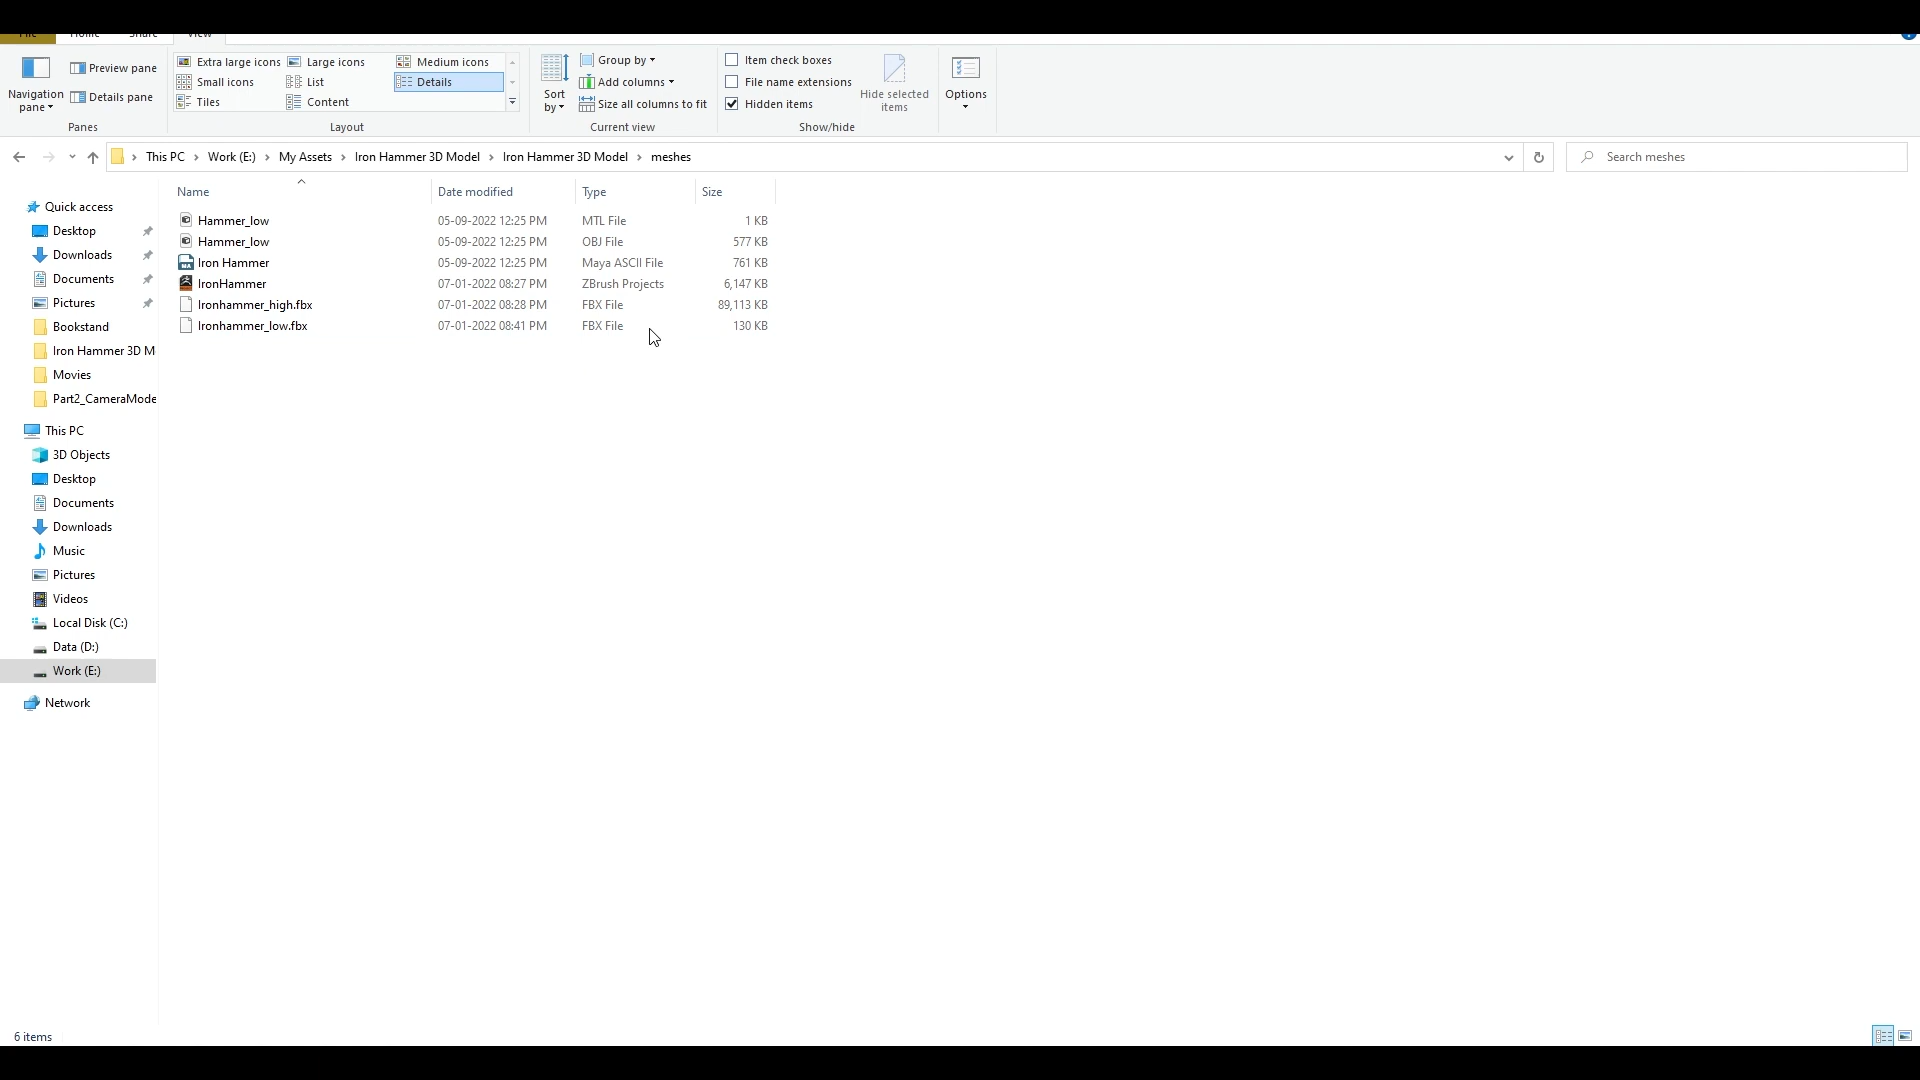 File Home Share View
Navigation pane
Preview pane
Details pane
Panes
Extra large icons Large icons Medium icons
Small icons List Details
Tiles Content
Layout
Sort by
Group by
Add columns
Size all columns to fit
Current view
Item check boxes
File name extensions
Hidden items
Hide selected items
Show/hide
Options
This PC Work (E:) My Assets Iron Hammer 3D Model Iron Hammer 3D Model meshes
Search meshes
Name Date modified Type Size
Hammer_low 05-09-2022 12:25 PM MTL File 1 KB
Hammer_low 05-09-2022 12:25 PM OBJ File 577 KB
Iron Hammer 05-09-2022 12:25 PM Maya ASCII File 761 KB
IronHammer 07-01-2022 08:27 PM ZBrush Projects 6,147 KB
Ironhammer_high.fbx 07-01-2022 08:28 PM FBX File 89,113 KB
Ironhammer_low.fbx 07-01-2022 08:41 PM FBX File 130 KB
Quick access
Desktop
Downloads
Documents
Pictures
Bookstand
Iron Hammer 3D M
Movies
Part2_CameraMode
This PC
3D Objects
Desktop
Documents
Downloads
Music
Pictures
Videos
Local Disk (C:)
Data (D:)
Work (E:)
Network
6 items